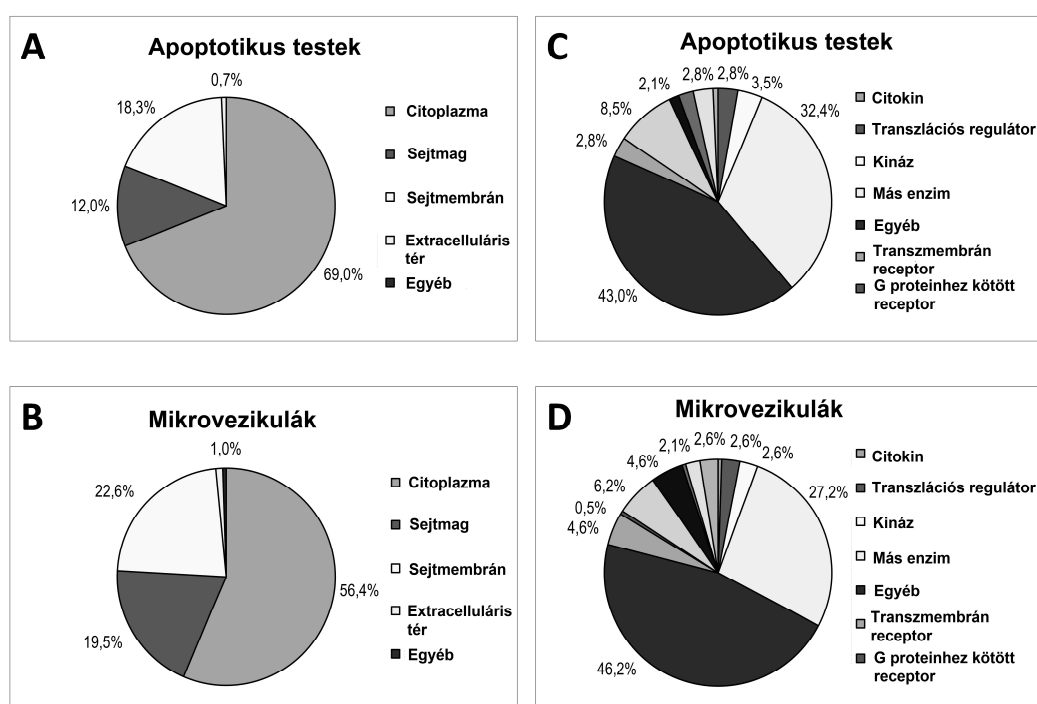 A
Apoptotikus testek
0,7%
18,3%
12,0%
69,0%
Citoplazma
Sejtmag
Sejtmembrán
Extracelluláris
tér
Egyéb
C
Apoptotikus testek
2,1%
2,8%
2,8%
3,5%
8,5%
32,4%
2,8%
43,0%
Citokin
Transzlációs regulátor
Kináz
Más enzim
Egyéb
Transzmembrán
receptor
G proteinhez kötött
receptor
B
Mikrovezikulák
1,0%
22,6%
56,4%
19,5%
Citoplazma
Sejtmag
Sejtmembrán
Extracelluláris
tér
Egyéb
D
Mikrovezikulák
4,6%
2,1%
2,6%
2,6%
2,6%
6,2%
27,2%
0,5%
4,6%
46,2%
Citokin
Transzlációs regulátor
Kináz
Más enzim
Egyéb
Transzmembrán
receptor
G proteinhez kötött
receptor